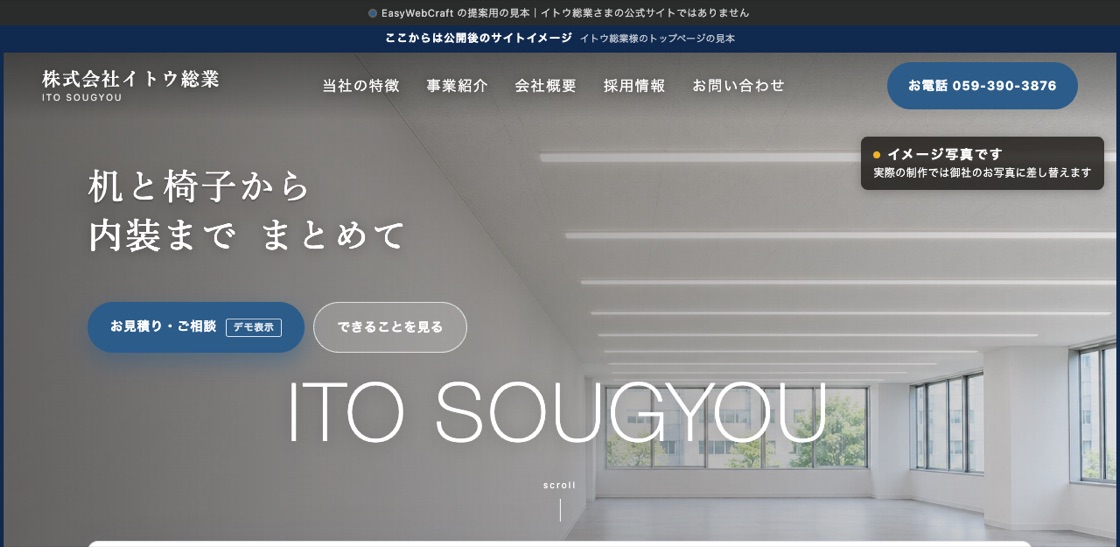 EasyWebCraft の提案用の見本｜イトウ総業さまの公式サイトではありません
ここからは公開後のサイトイメージ イトウ総業様のトップページの見本
株式会社イトウ総業
ITO SOUGYOU
当社の特徴 事業紹介 会社概要 採用情報 お問い合わせ
お電話 059-390-3876
イメージ写真です
実際の制作では御社のお写真に差し替えます
机と椅子から
内装まで まとめて
お見積り・ご相談 デモ表示 できることを見る
ITO SOUGYOU
scroll